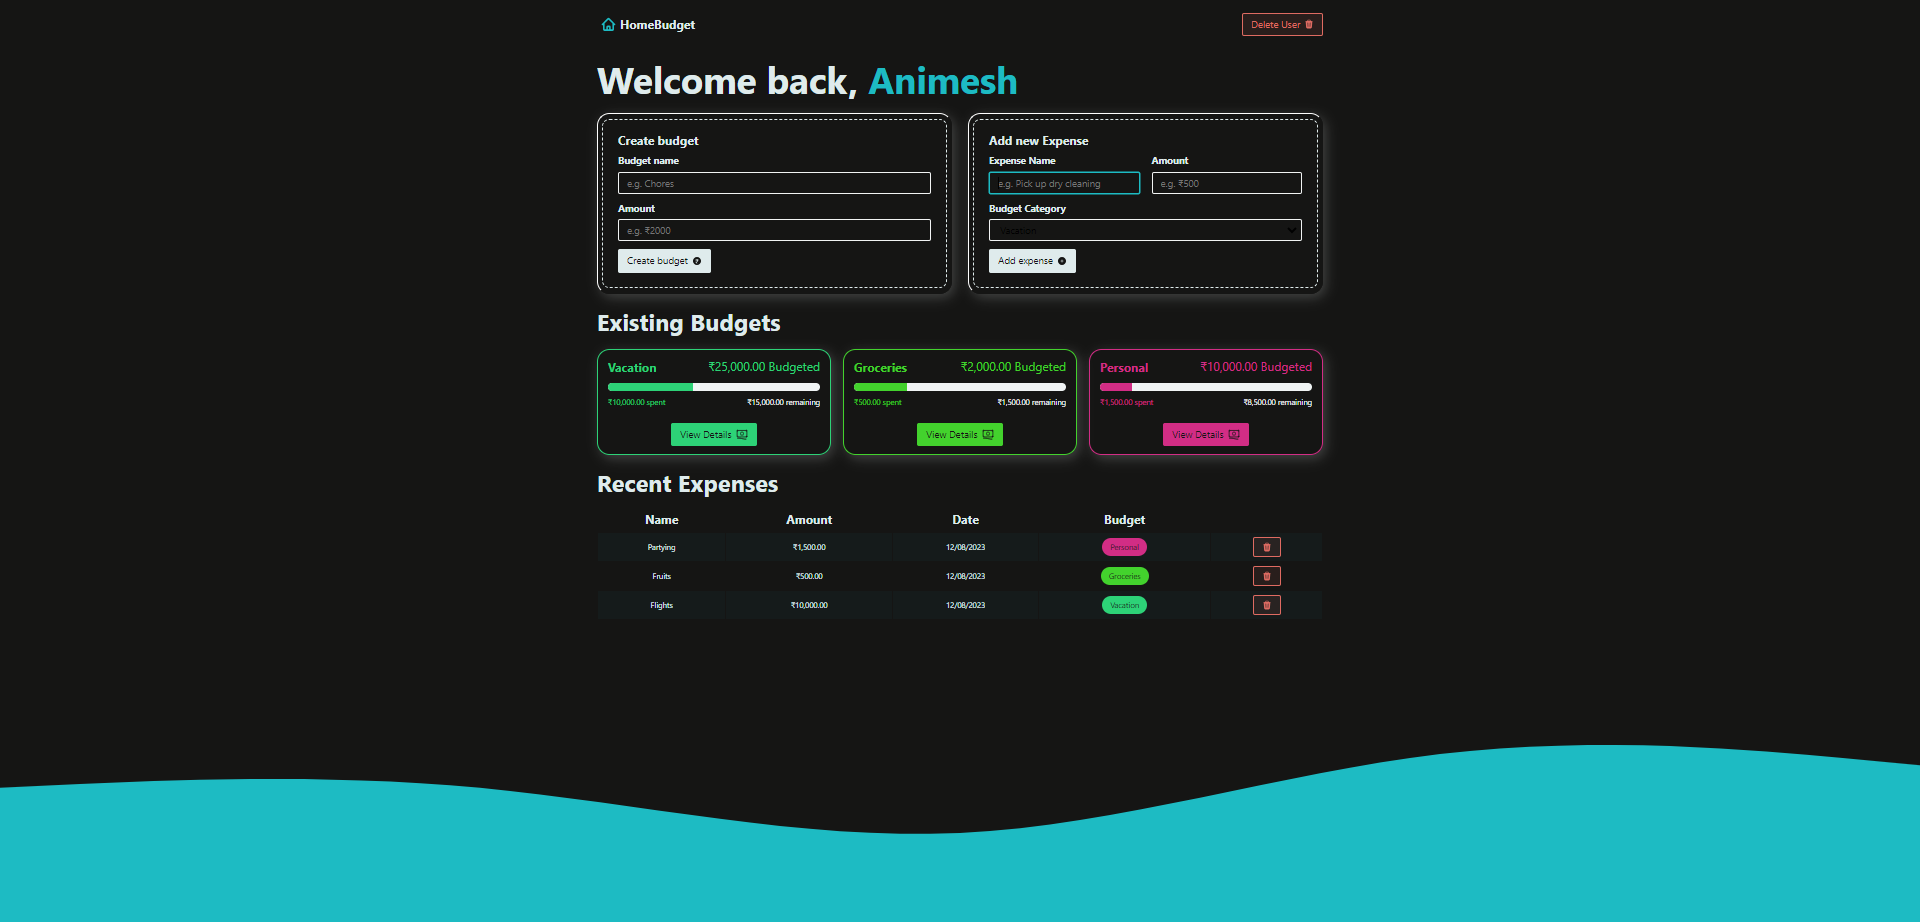 HomeBudget
Delete User
Welcome back, Animesh
Create budget
Budget name
e.g. Chores
Amount
e.g. ₹2000
Create budget
Add new Expense
Expense Name
Amount
e.g. Pick up dry cleaning
e.g. ₹500
Budget Category
Vacation
Add expense
Existing Budgets
Vacation
₹25,000.00 Budgeted
₹10,000.00 spent
₹15,000.00 remaining
View Details
Groceries
₹2,000.00 Budgeted
₹500.00 spent
₹1,500.00 remaining
View Details
Personal
₹10,000.00 Budgeted
₹1,500.00 spent
₹8,500.00 remaining
View Details
Recent Expenses
Name Amount Date Budget
Partying ₹1,500.00 12/08/2023 Personal
Fruits ₹500.00 12/08/2023 Groceries
Flights ₹10,000.00 12/08/2023 Vacation